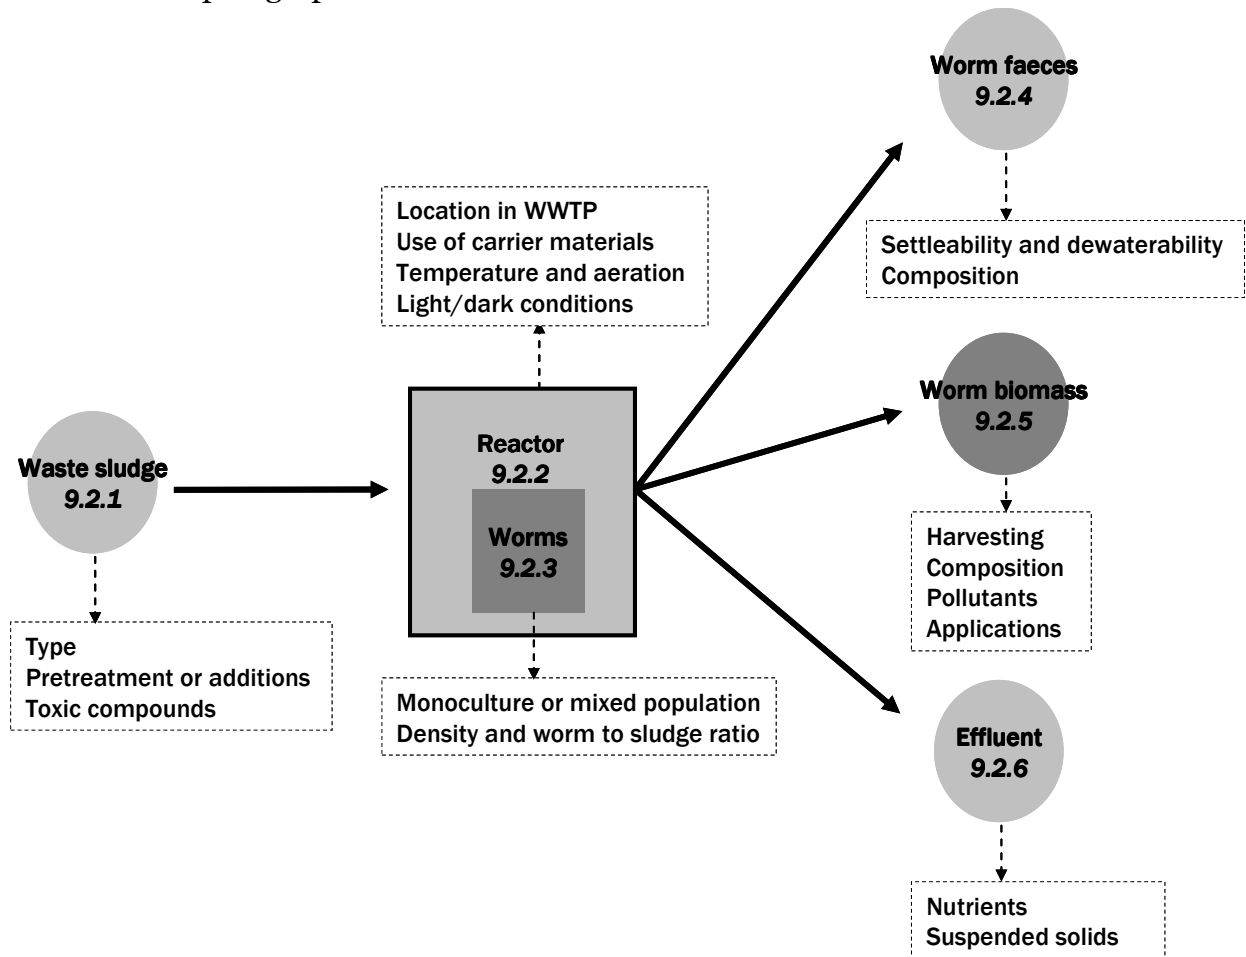 Worm faeces
9.2.4
Location in WWTP
Use of carrier materials
Temperature and aeration
Light/dark conditions
Settleability and dewaterability
Composition
Worm biomass
9.2.5
Reactor
9.2.2
Waste sludge
9.2.1
Worms
9.2.3
Harvesting
Composition
Pollutants
Applications
Type
Pretreatment or additions
Toxic compounds
Monoculture or mixed population
Density and worm to sludge ratio
Effluent
9.2.6
Nutrients
Suspended solids